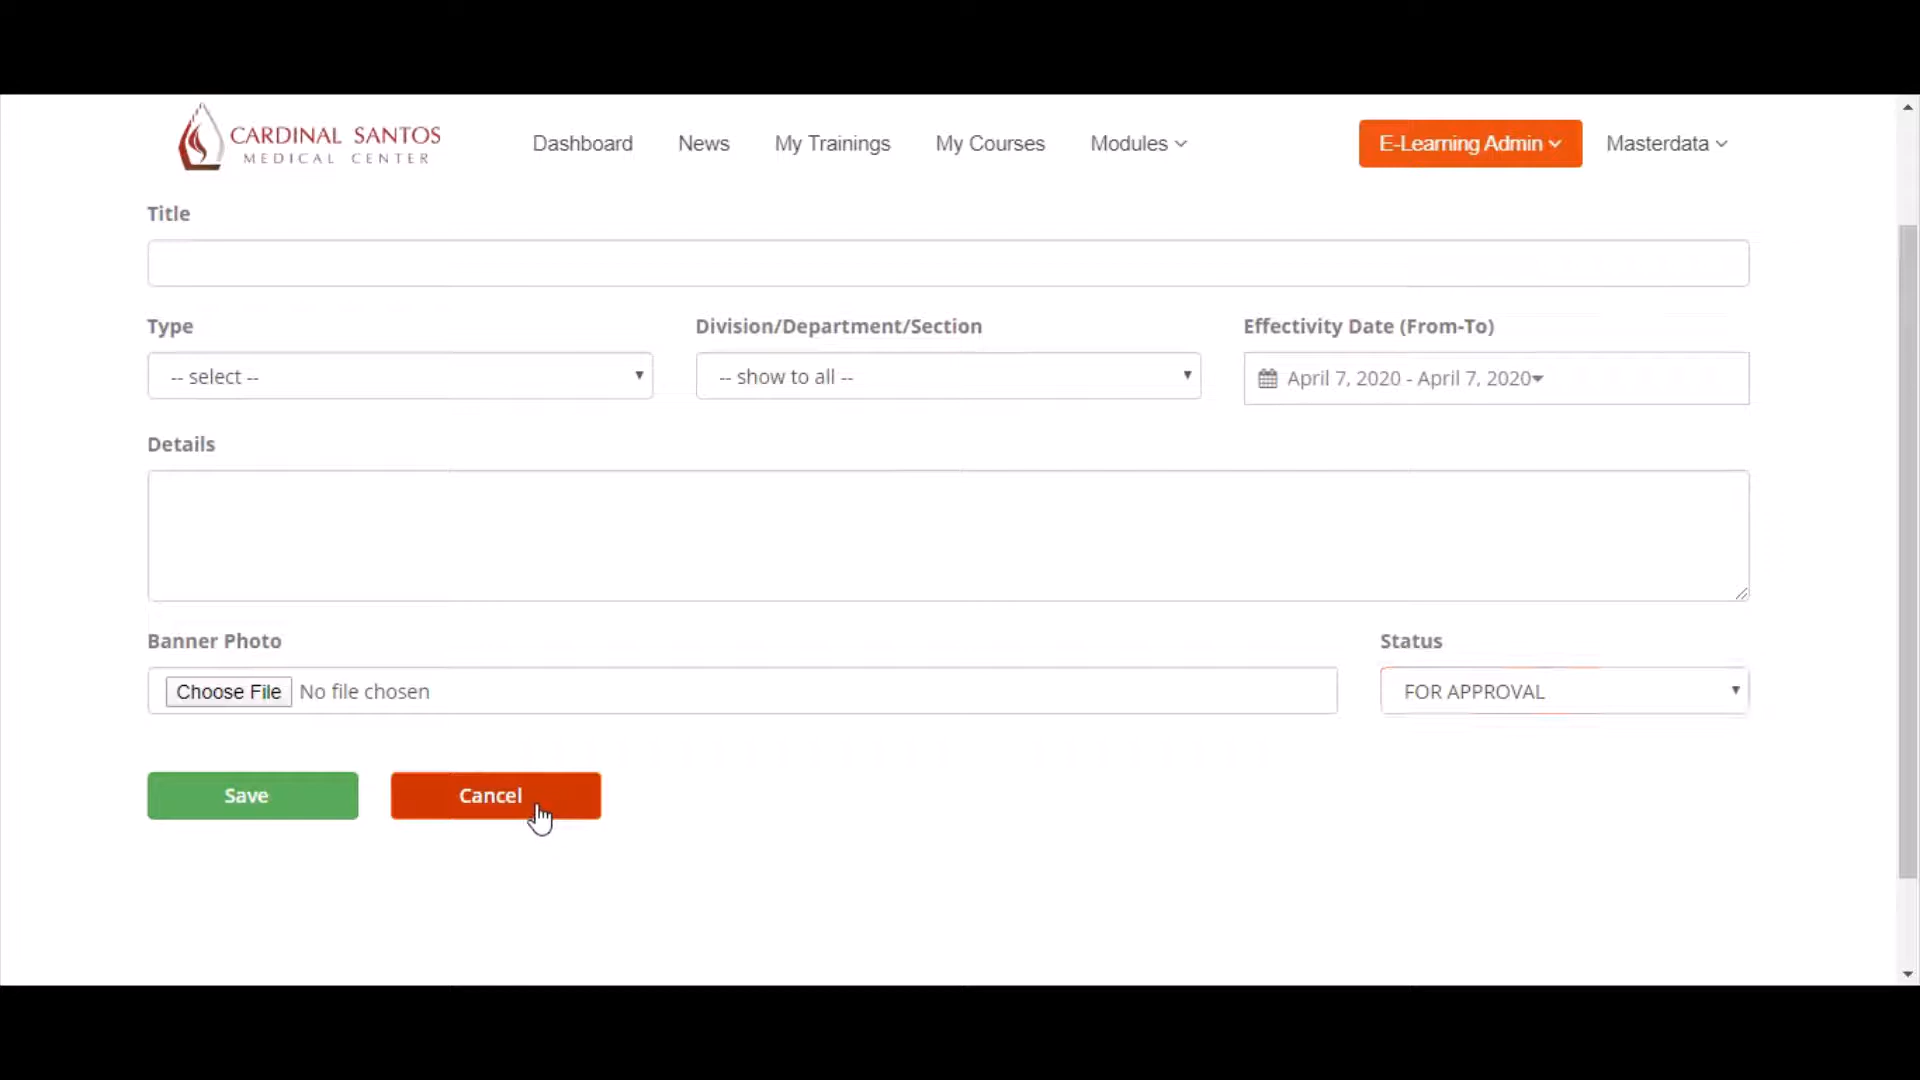 CARDINAL SANTOS
MEDICAL CENTER
Dashboard
News
My Trainings
My Courses
Modules
E-Learning Admin
Masterdata
Title
Type
Division/Department/Section
Effectivity Date (From-To)
-- select --
-- show to all --
April 7, 2020 - April 7, 2020
Details
Banner Photo
Status
Choose File No file chosen
FOR APPROVAL
Save
Cancel